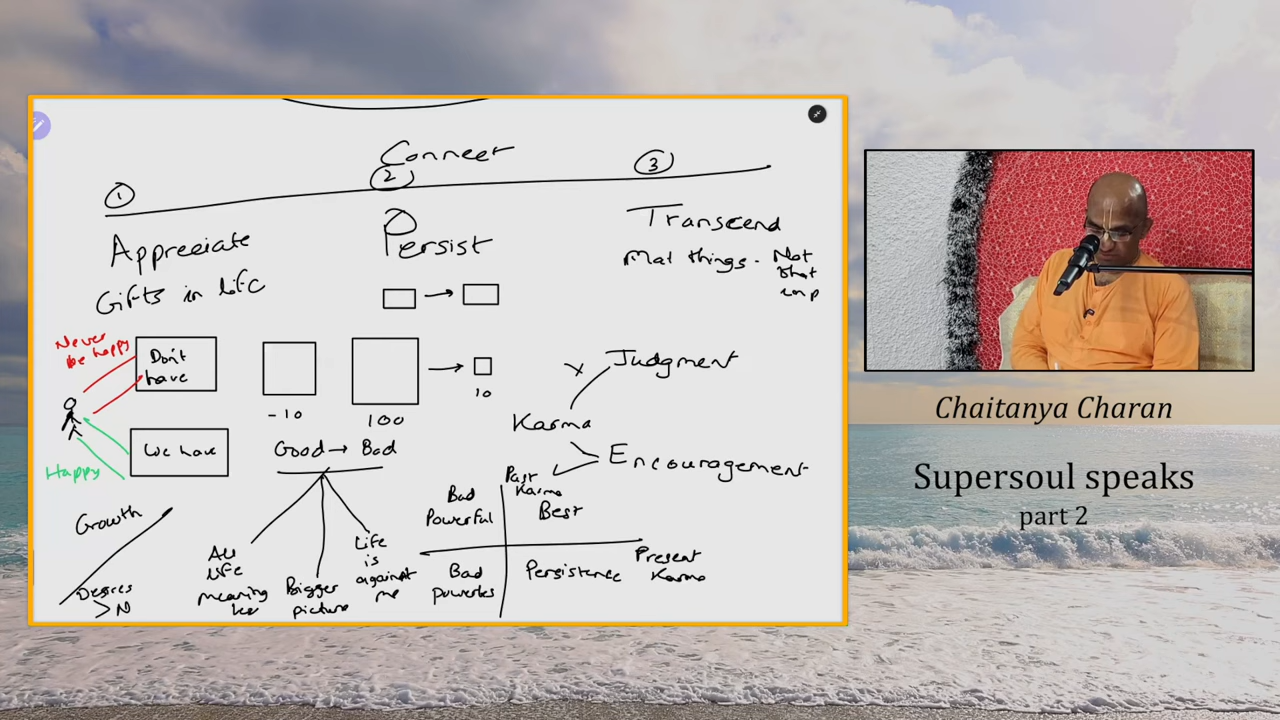 Connect
1
2
3
Appreciate
Gifts in life
Persist
Transcend
Mat things - Not
that
imp
Never
be happy
Don't
have
We have
Happy
-10
100
10
Good → Bad
All
Life
meaning
Bigger
picture
Life
is
against
me
Growth
Desires
> N
x Judgment
Karma
Encouragement
Past
Karma
Bad
Powerful
Best
Bad
Persistence
Present
Karma
Chaitanya Charan
Supersoul speaks
part 2